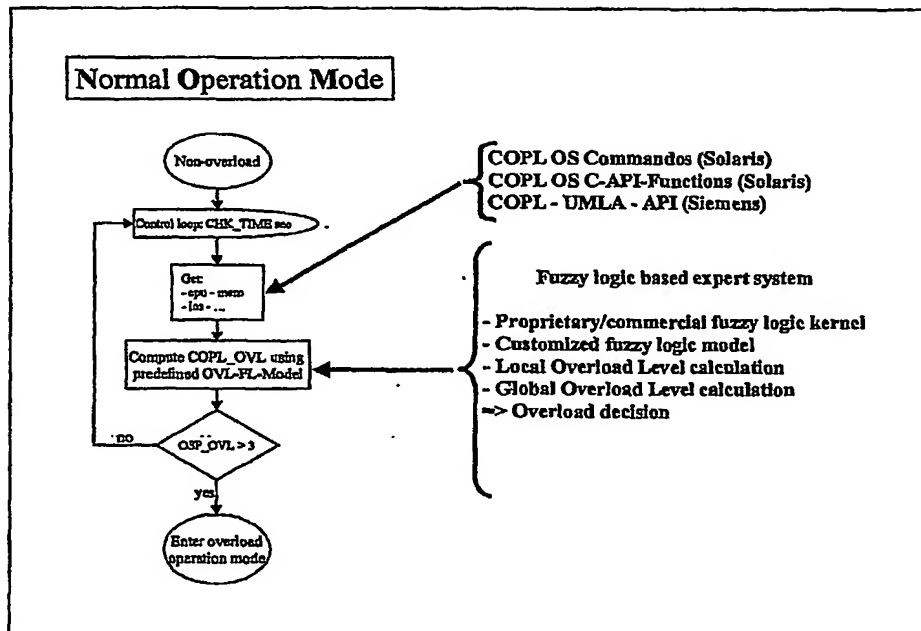 Normal Operation Mode
Non-overload
Control loop: CHK_TIME sec
Get:
- cpu - mem
- ...
Compute COPL_OVL using
predefined OVL-FL-Model
OSP_OVL > 3
no
yes
Enter overload
operation mode
COPL OS Commandos (Solaris)
COPL OS C-API-Functions (Solaris)
COPL - UMLA - API (Siemens)
Fuzzy logic based expert system
- Proprietary/commercial fuzzy logic kernel
- Customized fuzzy logic model
- Local Overload Level calculation
- Global Overload Level calculation
=> Overload decision